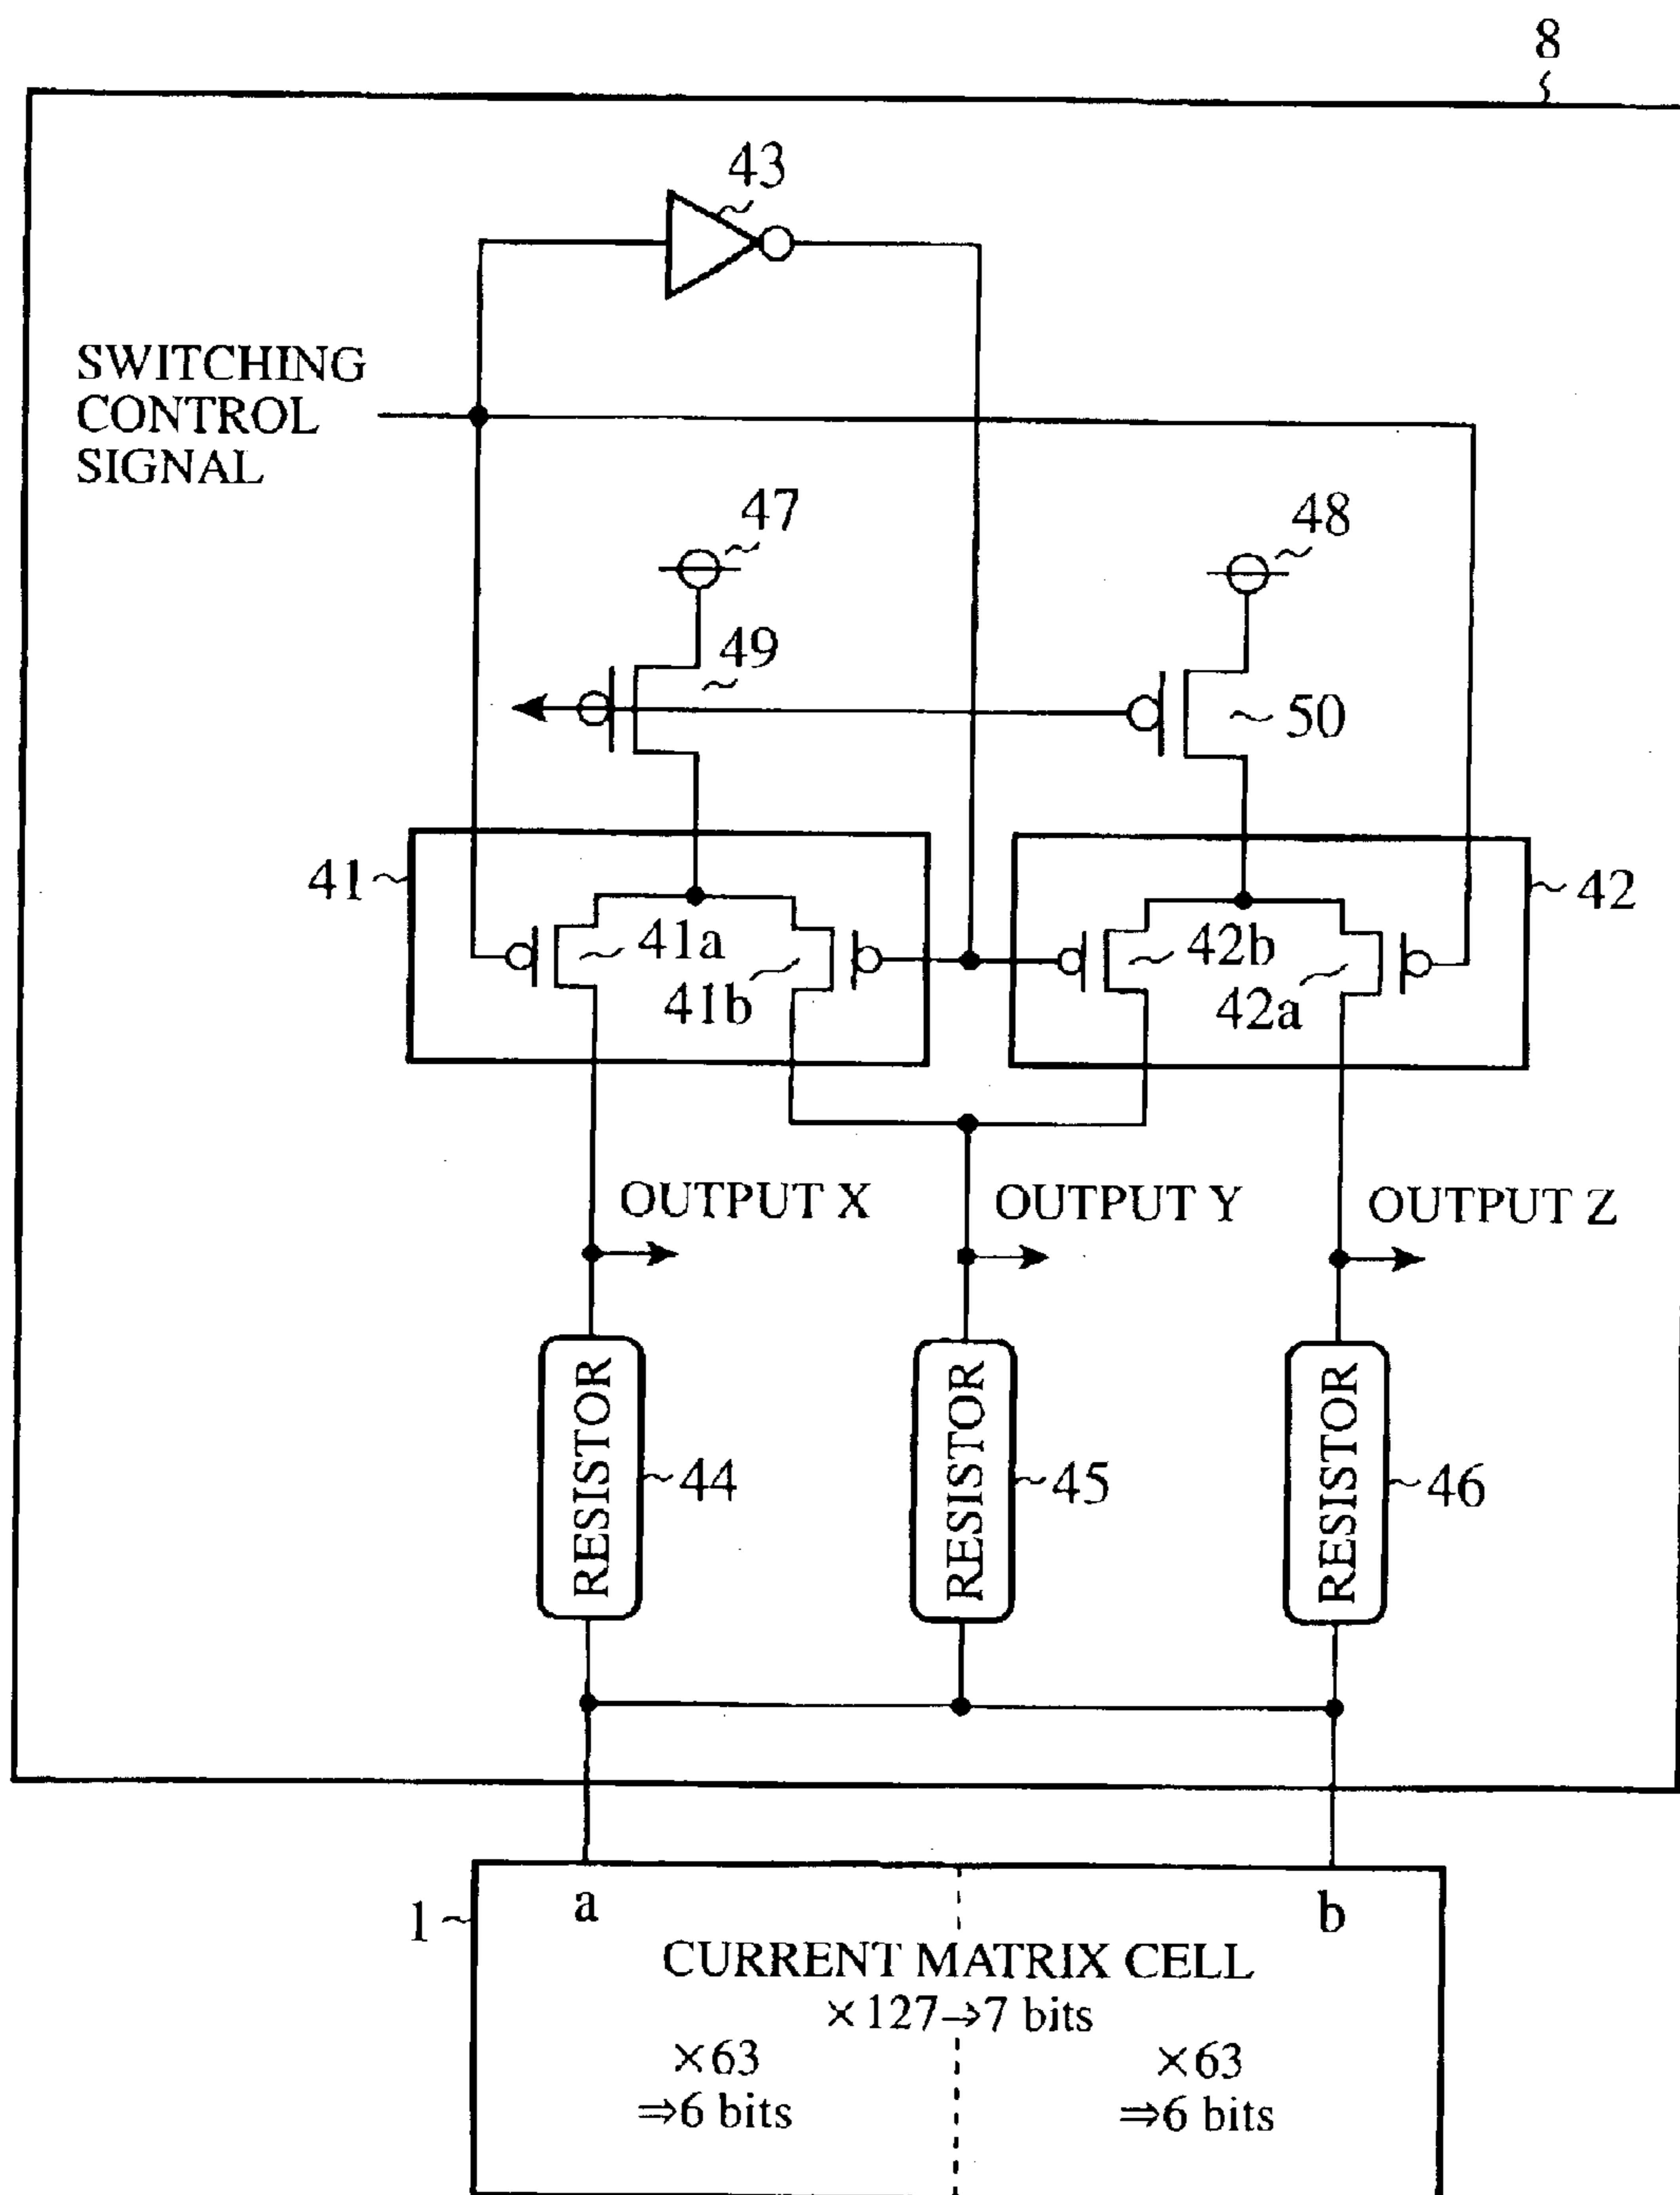 8
43
SWITCHING
CONTROL
SIGNAL
47
48
49
50
41
41a
41b
42b
42a
42
OUTPUT X
OUTPUT Y
OUTPUT Z
RESISTOR
44
RESISTOR
45
RESISTOR
46
1
a
b
CURRENT MATRIX CELL
×127→7 bits
×63
⇒6 bits
×63
⇒6 bits